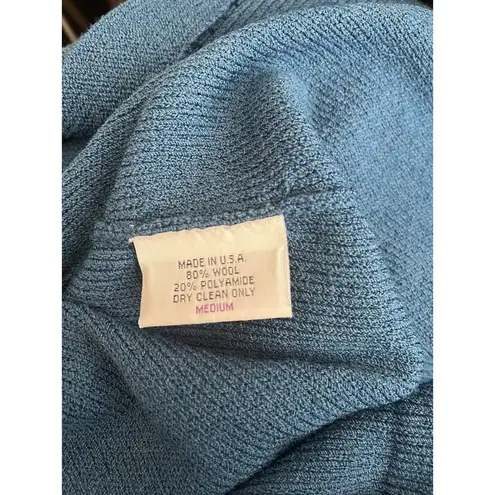 MADE IN U.S.A.
80% WOOL
20% POLYAMIDE
DRY CLEAN ONLY
MEDIUM